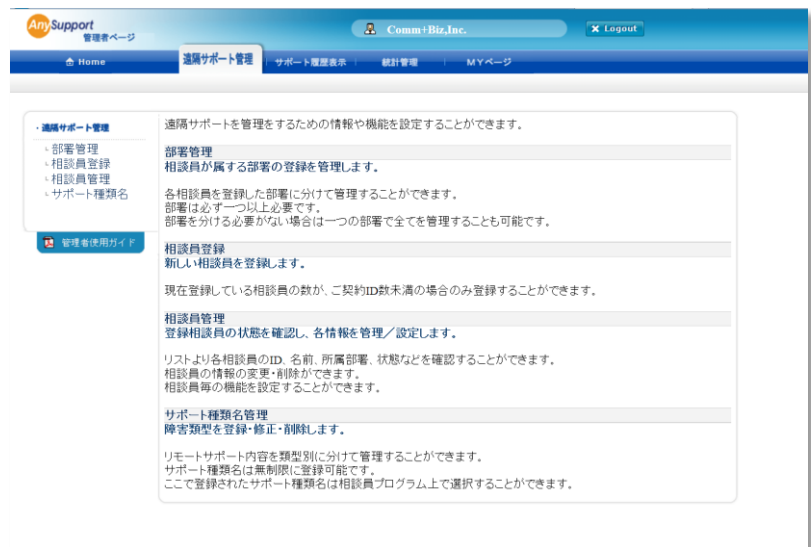 AnySupport
管理者ページ
Comm+Biz,Inc.
Logout
Home
遠隔サポート管理
サポート履歴表示
統計管理
MYページ
・遠隔サポート管理
部署管理
相談員登録
相談員管理
サポート種類名
管理者使用ガイド
遠隔サポートを管理をするための情報や機能を設定することができます。
部署管理
相談員が属する部署の登録を管理します。
各相談員を登録した部署に分けて管理することができます。
部署は必ず一つ以上必要です。
部署を分ける必要がない場合は一つの部署で全てを管理することも可能です。
相談員登録
新しい相談員を登録します。
現在登録している相談員の数が、ご契約ID数未満の場合のみ登録することができます。
相談員管理
登録相談員の状態を確認し、各情報を管理／設定します。
リストより各相談員のID、名前、所属部署、状態などを確認することができます。
相談員の情報の変更・削除ができます。
相談員毎の機能を設定することができます。
サポート種類名管理
障害類型を登録・修正・削除します。
リモートサポート内容を類型別に分けて管理することができます。
サポート種類名は無制限に登録可能です。
ここで登録されたサポート種類名は相談員プログラム上で選択することができます。